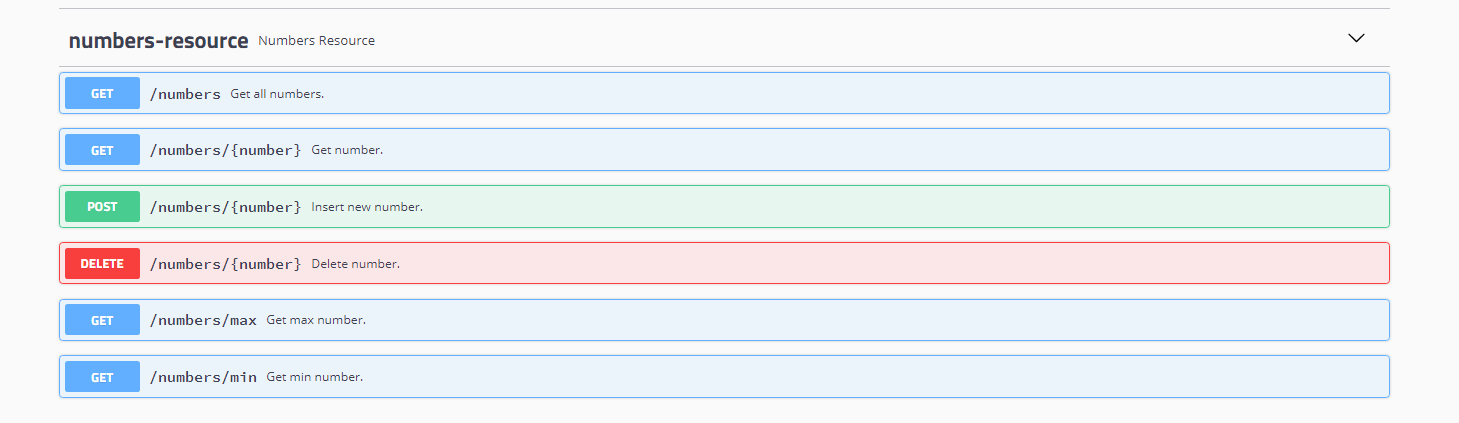 numbers-resource Numbers Resource
GET /numbers Get all numbers.
GET /numbers/{number} Get number.
POST /numbers/{number} Insert new number.
DELETE /numbers/{number} Delete number.
GET /numbers/max Get max number.
GET /numbers/min Get min number.